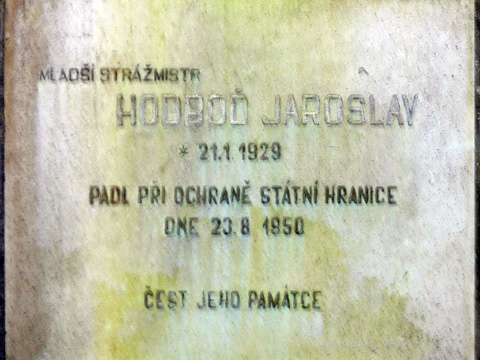 MLADŠÍ STRÁŽMISTR
HODBOĎ JAROSLAV
* 21.1.1929
PADL PŘI OCHRANĚ STÁTNÍ HRANICE
DNE 23.8 1950
ČEST JEHO PAMÁTCE